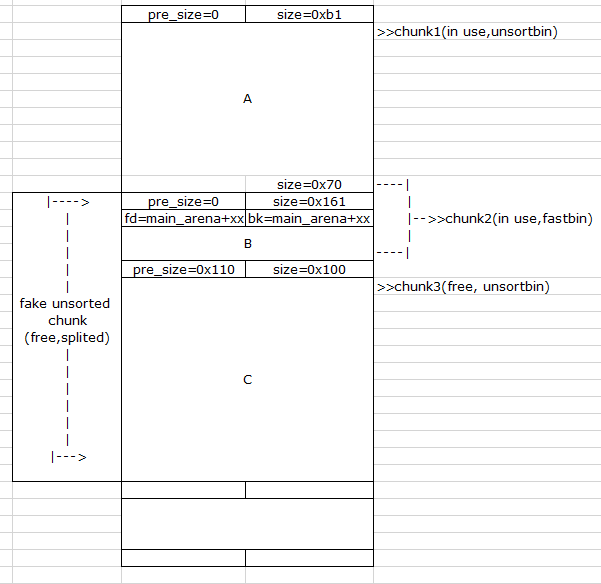 pre_size=0 size=0xb1
>>chunk1(in use,unsortbin)
A
size=0x70 ----|
|----> pre_size=0 size=0x161 |
| fd=main_arena+xx bk=main_arena+xx |-->>chunk2(in use,fastbin)
| |
B
| ----|
| pre_size=0x110 size=0x100
| >>chunk3(free, unsortbin)
fake unsorted
chunk
(free,splited)
|
|
C
|
|
|
|
|--->